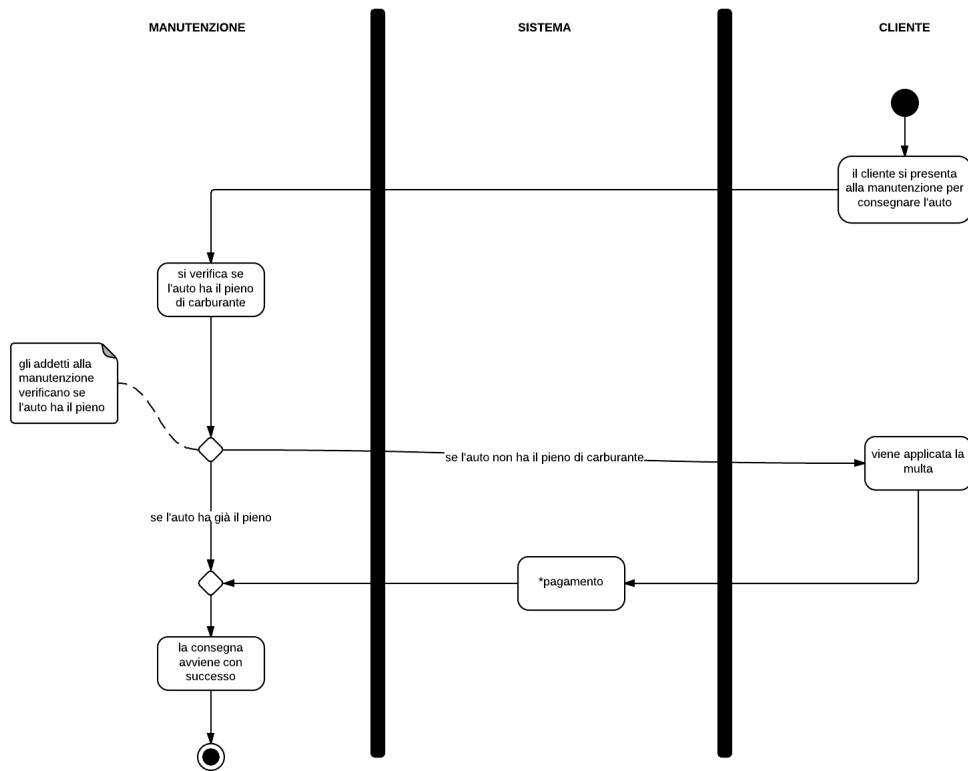 MANUTENZIONE
SISTEMA
CLIENTE
il cliente si presenta
alla manutenzione per
consegnare l'auto
si verifica se
l'auto ha il pieno
di carburante
gli addetti alla
manutenzione
verificano se
l'auto ha il pieno
se l'auto non ha il pieno di carburante
viene applicata la
multa
se l'auto ha già il pieno
*pagamento
la consegna
avviene con
successo